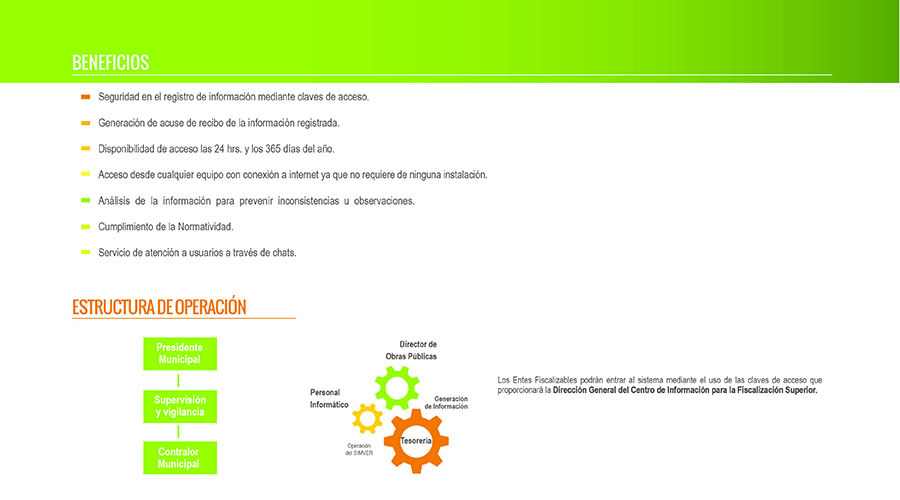 BENEFICIOS
Seguridad en el registro de información mediante claves de acceso.
Generación de acuse de recibo de la información registrada.
Disponibilidad de acceso las 24 hrs. y los 365 días del año.
Acceso desde cualquier equipo con conexión a internet ya que no requiere de ninguna instalación.
Análisis de la información para prevenir inconsistencias u observaciones.
Cumplimiento de la Normatividad.
Servicio de atención a usuarios a través de chats.
ESTRUCTURA DE OPERACIÓN
Presidente
Municipal
Supervisión
y vigilancia
Contralor
Municipal
Director de
Obras Públicas
Personal
Informático
Generación
de Información
Tesorería
Operación
del SIMVER
Los Entes Fiscalizables podrán entrar al sistema mediante el uso de las claves de acceso que
proporcionará la Dirección General del Centro de Información para la Fiscalización Superior.